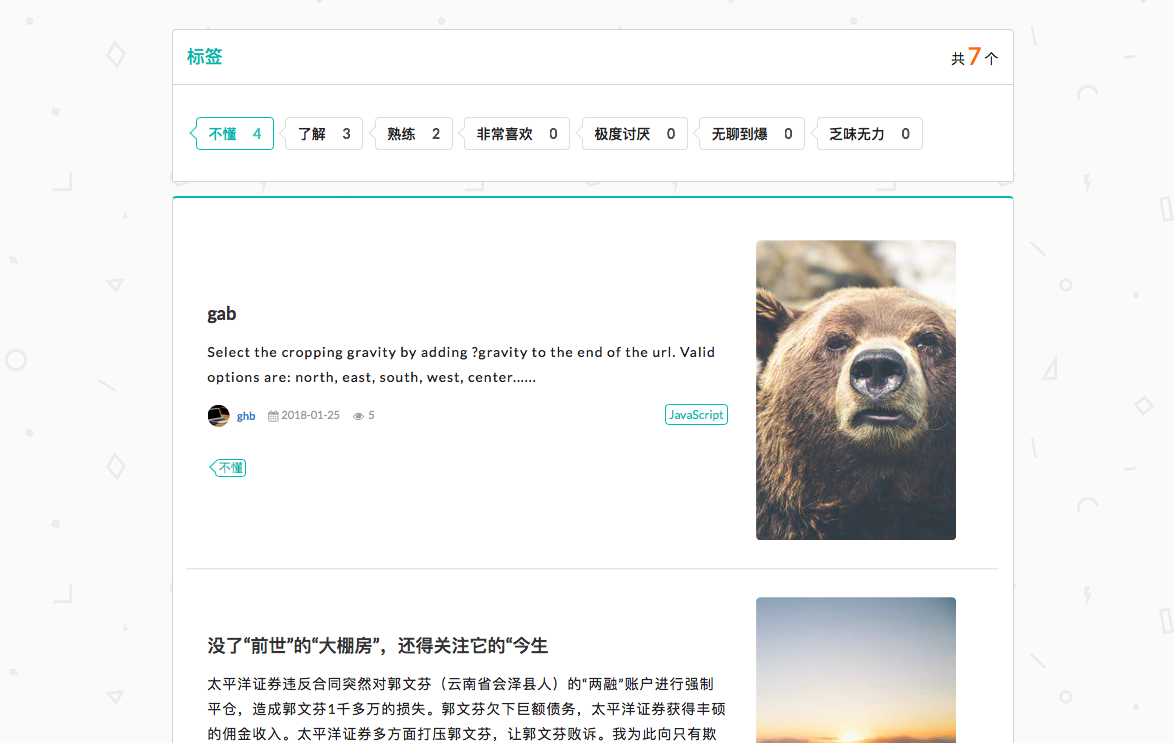 标签
共 7 个
不懂 4 了解 3 熟练 2 非常喜欢 0 极度讨厌 0 无聊到爆 0 乏味无力 0
gab
Select the cropping gravity by adding ?gravity to the end of the url. Valid
options are: north, east, south, west, center......
ghb 2018-01-25 5 JavaScript
不懂
没了“前世”的“大棚房”，还得关注它的“今生
太平洋证券违反合同突然对郭文芬（云南省会泽县人）的“两融”账户进行强制
平仓，造成郭文芬1千多万的损失。郭文芬欠下巨额债务，太平洋证券获得丰硕
的佣金收入。太平洋证券多方面打压郭文芬，让郭文芬败诉。我为此向只有欺